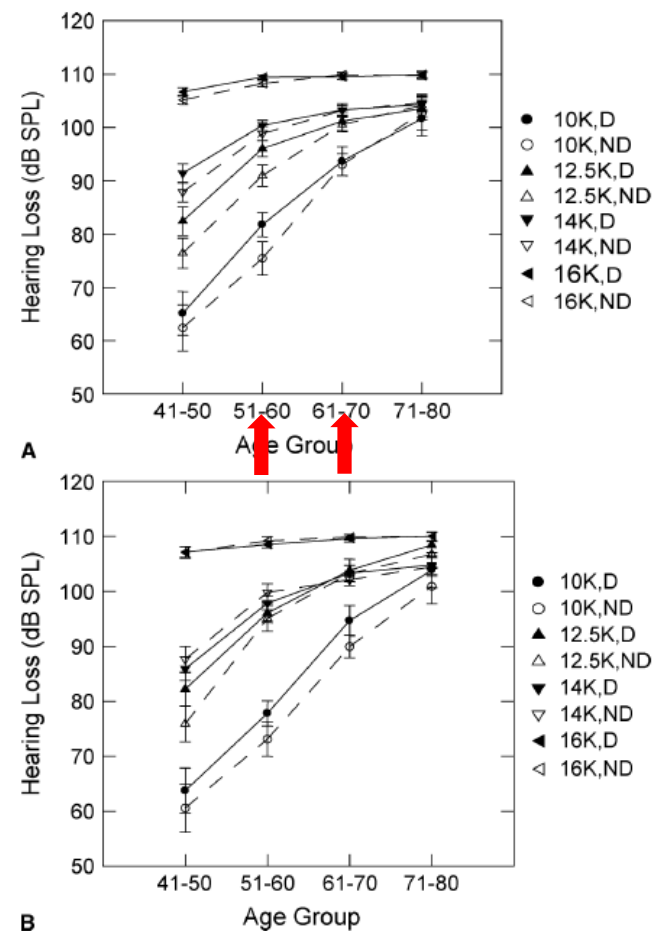 120
110
100
90
80
70
60
50
Hearing Loss (dB SPL)
41-50 51-60 61-70 71-80
Age Group
A
10K,D
10K,ND
12.5K,D
12.5K,ND
14K,D
14K,ND
16K,D
16K,ND
120
110
100
90
80
70
60
50
Hearing Loss (dB SPL)
41-50 51-60 61-70 71-80
Age Group
B
10K,D
10K,ND
12.5K,D
12.5K,ND
14K,D
14K,ND
16K,D
16K,ND